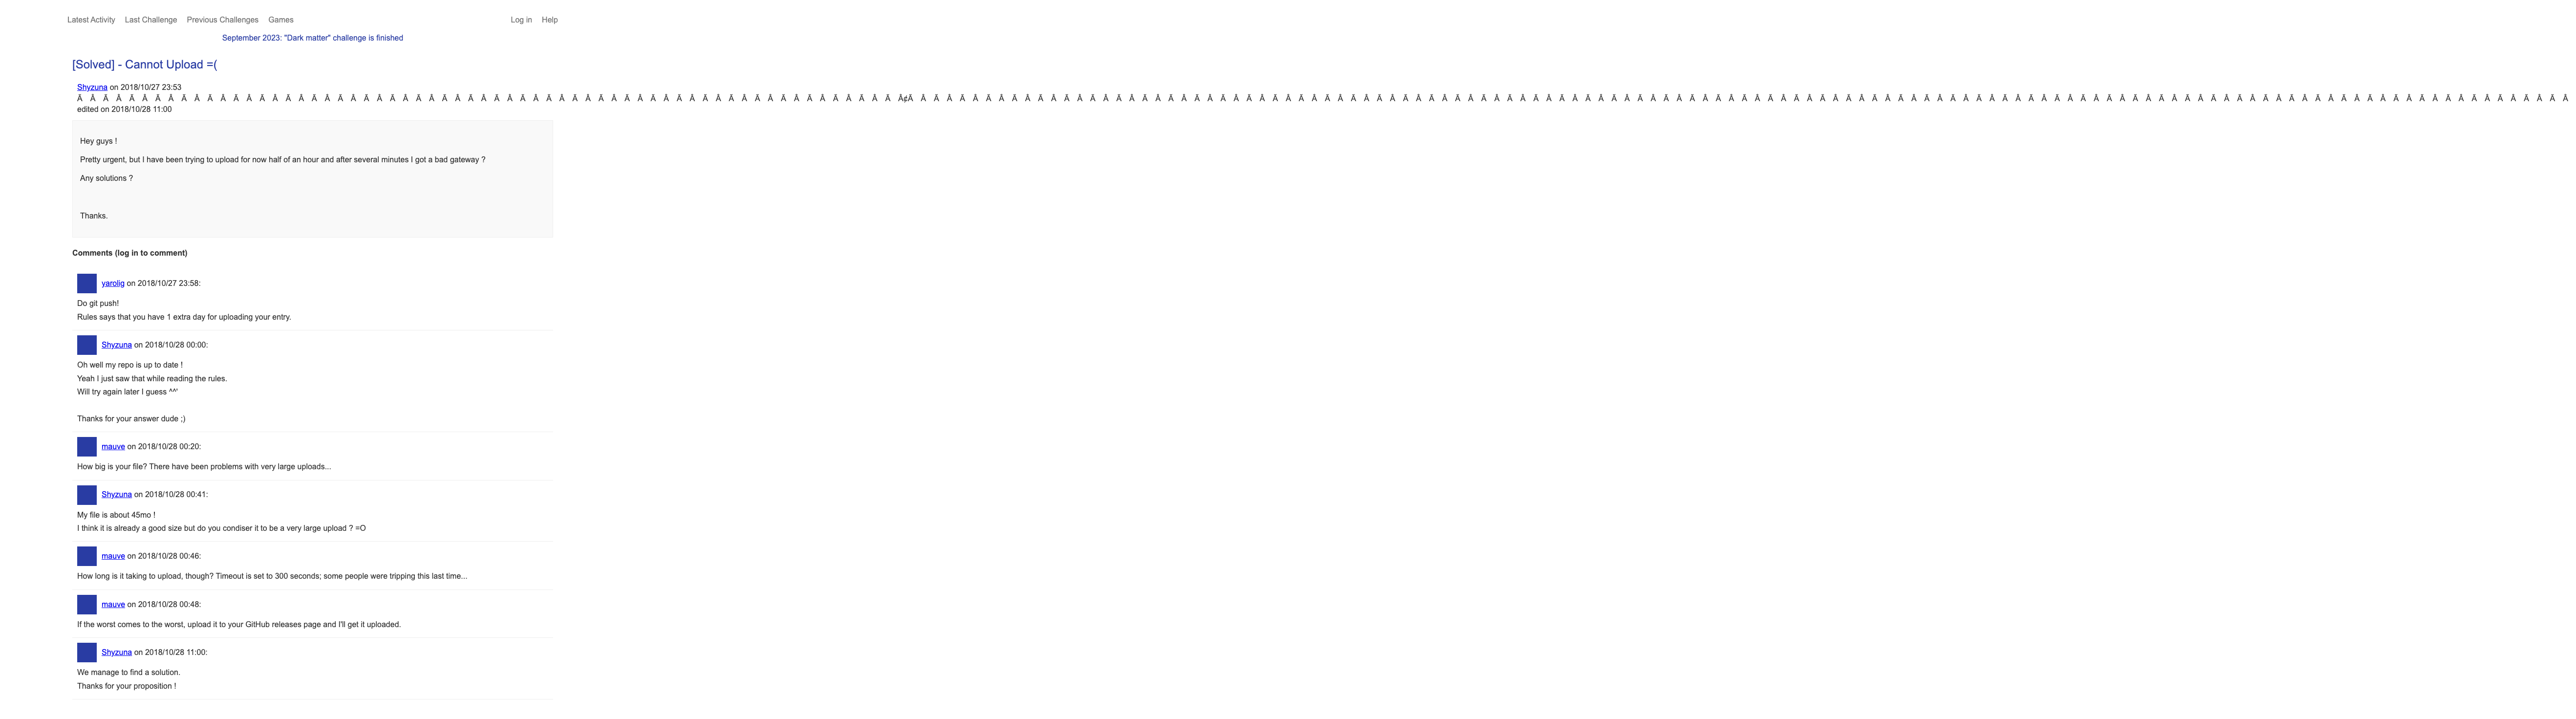 Latest Activity Last Challenge Previous Challenges Games Log in Help
September 2023: "Dark matter" challenge is finished
[Solved] - Cannot Upload =(
Shyzuna on 2018/10/27 23:53
edited on 2018/10/28 11:00
Hey guys !
Pretty urgent, but I have been trying to upload for now half of an hour and after several minutes I got a bad gateway ?
Any solutions ?
Thanks.
Comments (log in to comment)
yarolig on 2018/10/27 23:58:
Do git push!
Rules says that you have 1 extra day for uploading your entry.
Shyzuna on 2018/10/28 00:00:
Oh well my repo is up to date !
Yeah I just saw that while reading the rules.
Will try again later I guess ^^'
Thanks for your answer dude ;)
mauve on 2018/10/28 00:20:
How big is your file? There have been problems with very large uploads...
Shyzuna on 2018/10/28 00:41:
My file is about 45mo !
I think it is already a good size but do you condiser it to be a very large upload ? =O
mauve on 2018/10/28 00:46:
How long is it taking to upload, though? Timeout is set to 300 seconds; some people were tripping this last time...
mauve on 2018/10/28 00:48:
If the worst comes to the worst, upload it to your GitHub releases page and I'll get it uploaded.
Shyzuna on 2018/10/28 11:00:
We manage to find a solution.
Thanks for your proposition !